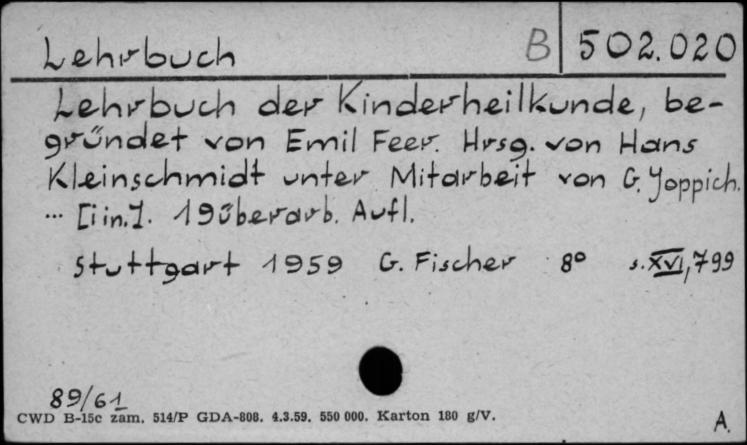 Lehrbuch B 502.020
Lehrbuch der Kinderheilkunde, be-
gründet von Emil Feer. Hrsg. von Hans
Kleinschmidt unter Mitarbeit von G. Joppich.
... [i in.]. 19 überarb. Aufl.
Stuttgart 1959 G. Fischer 8° s. XVI, 799
89/61
CWD B-15c zam. 514/P GDA-808. 4.3.59. 550 000. Karton 180 g/V.
A.